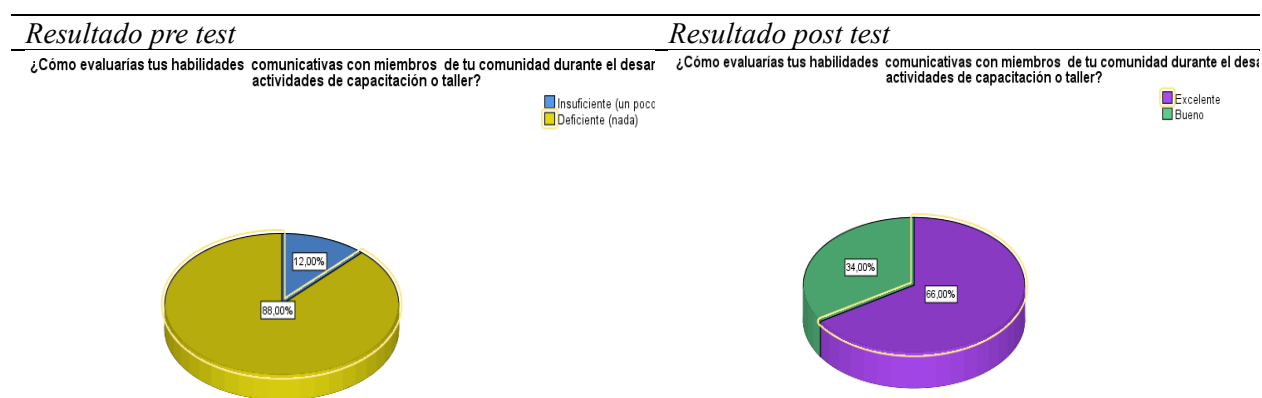 Resultado pre test
¿Cómo evaluarías tus habilidades comunicativas con miembros de tu comunidad durante el
actividades de capacitación o taller?
Insuficiente (un poco
Deficiente (nada)
12,00%
88,00%
Resultado post test
¿Cómo evaluarías tus habilidades comunicativas con miembros de tu comunidad durante el
actividades de capacitación o taller?
Excelente
Bueno
34,00%
66,00%